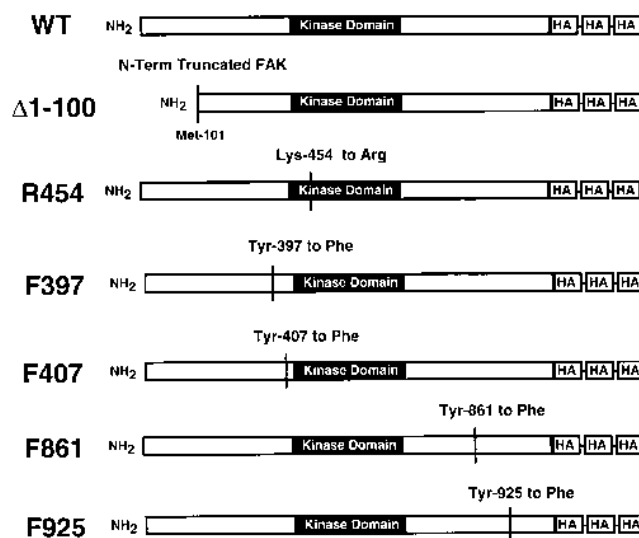 WT NH2 Kinase Domain HA HA HA
N-Term Truncated FAK
Δ1-100 NH2 Kinase Domain HA HA HA
Met-101
Lys-454 to Arg
R454 NH2 Kinase Domain HA HA HA
Tyr-397 to Phe
F397 NH2 Kinase Domain HA HA HA
Tyr-407 to Phe
F407 NH2 Kinase Domain HA HA HA
Tyr-861 to Phe
F861 NH2 Kinase Domain HA HA HA
Tyr-925 to Phe
F925 NH2 Kinase Domain HA HA HA